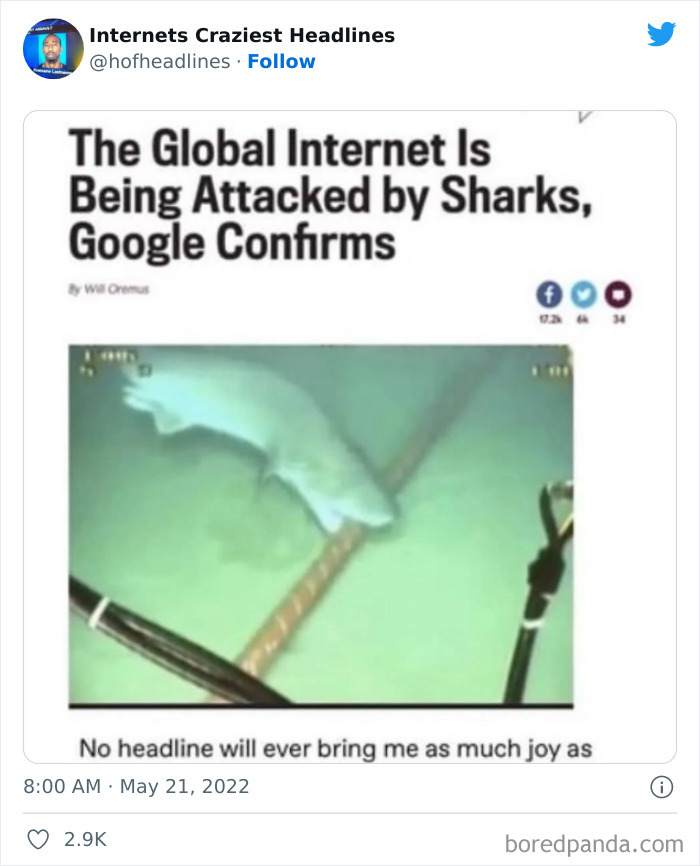 Internets Craziest Headlines
@hofheadlines · Follow
The Global Internet Is
Being Attacked by Sharks,
Google Confirms
By Will Oremus
17.2k 6k 34
No headline will ever bring me as much joy as
8:00 AM · May 21, 2022
2.9K
boredpanda.com